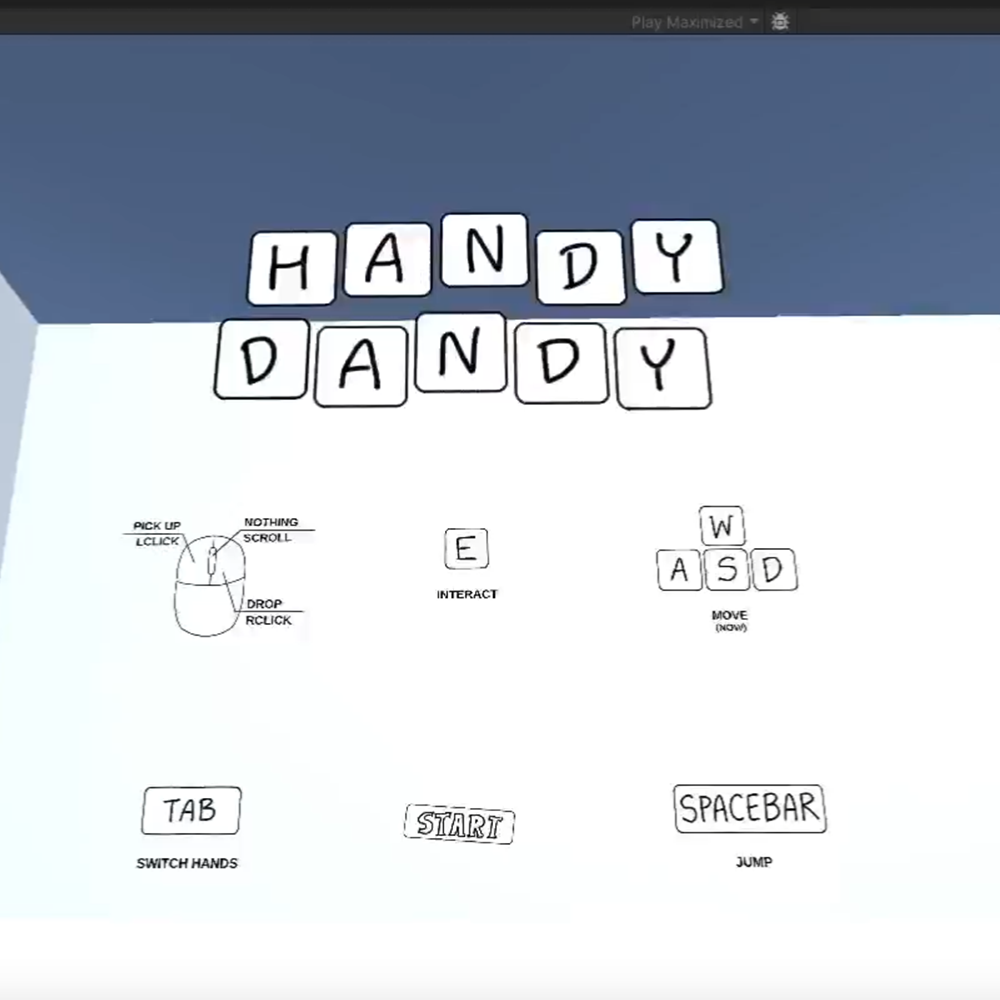 Play Maximized
HANDY
DANDY
PICK UP
LCLICK
NOTHING
SCROLL
DROP
RCLICK
E
INTERACT
W
A S D
MOVE
(NOW)
TAB
SWITCH HANDS
START
SPACEBAR
JUMP